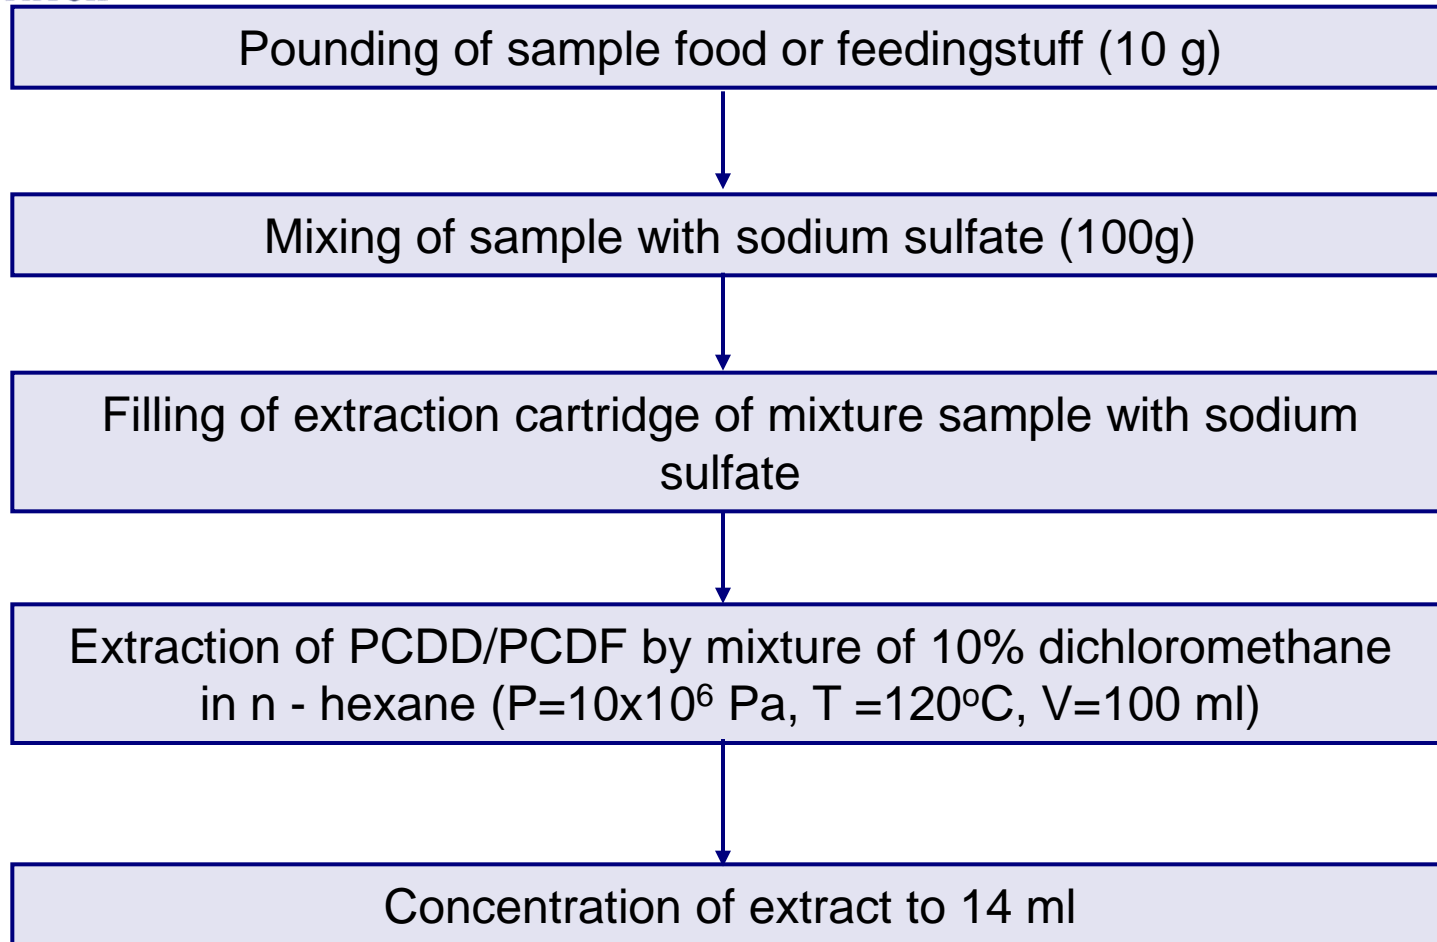 Pounding of sample food or feedingstuff (10 g)
Mixing of sample with sodium sulfate (100g)
Filling of extraction cartridge of mixture sample with sodium
sulfate
Extraction of PCDD/PCDF by mixture of 10% dichloromethane
in n - hexane (P=10x10⁶ Pa, T =120ºC, V=100 ml)
Concentration of extract to 14 ml